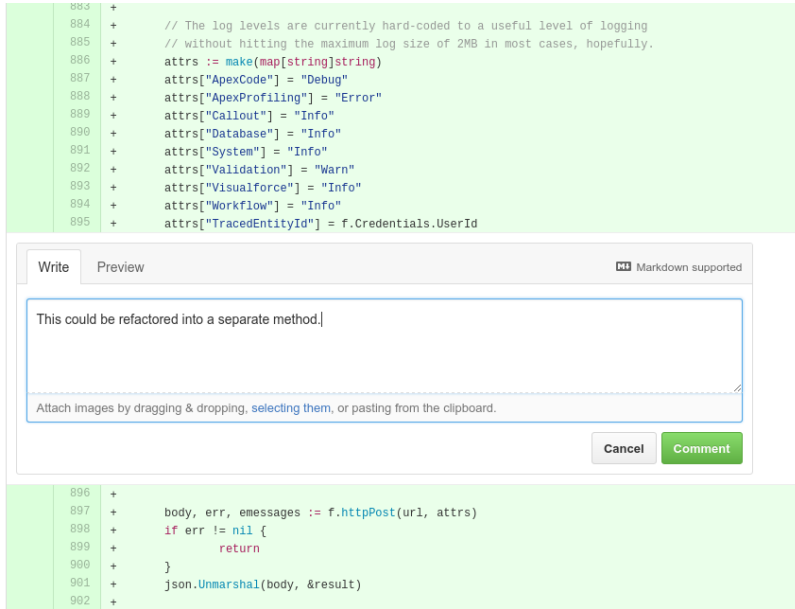 883 +
884 + // The log levels are currently hard-coded to a useful level of logging
885 + // without hitting the maximum log size of 2MB in most cases, hopefully.
886 + attrs := make(map[string]string)
887 + attrs["ApexCode"] = "Debug"
888 + attrs["ApexProfiling"] = "Error"
889 + attrs["Callout"] = "Info"
890 + attrs["Database"] = "Info"
891 + attrs["System"] = "Info"
892 + attrs["Validation"] = "Warn"
893 + attrs["Visualforce"] = "Info"
894 + attrs["Workflow"] = "Info"
895 + attrs["TracedEntityId"] = f.Credentials.UserId
Write Preview Markdown supported
This could be refactored into a separate method.
Attach images by dragging & dropping, selecting them, or pasting from the clipboard.
Cancel Comment
896 +
897 + body, err, emessages := f.httpPost(url, attrs)
898 + if err != nil {
899 + return
900 + }
901 + json.Unmarshal(body, &result)
902 +